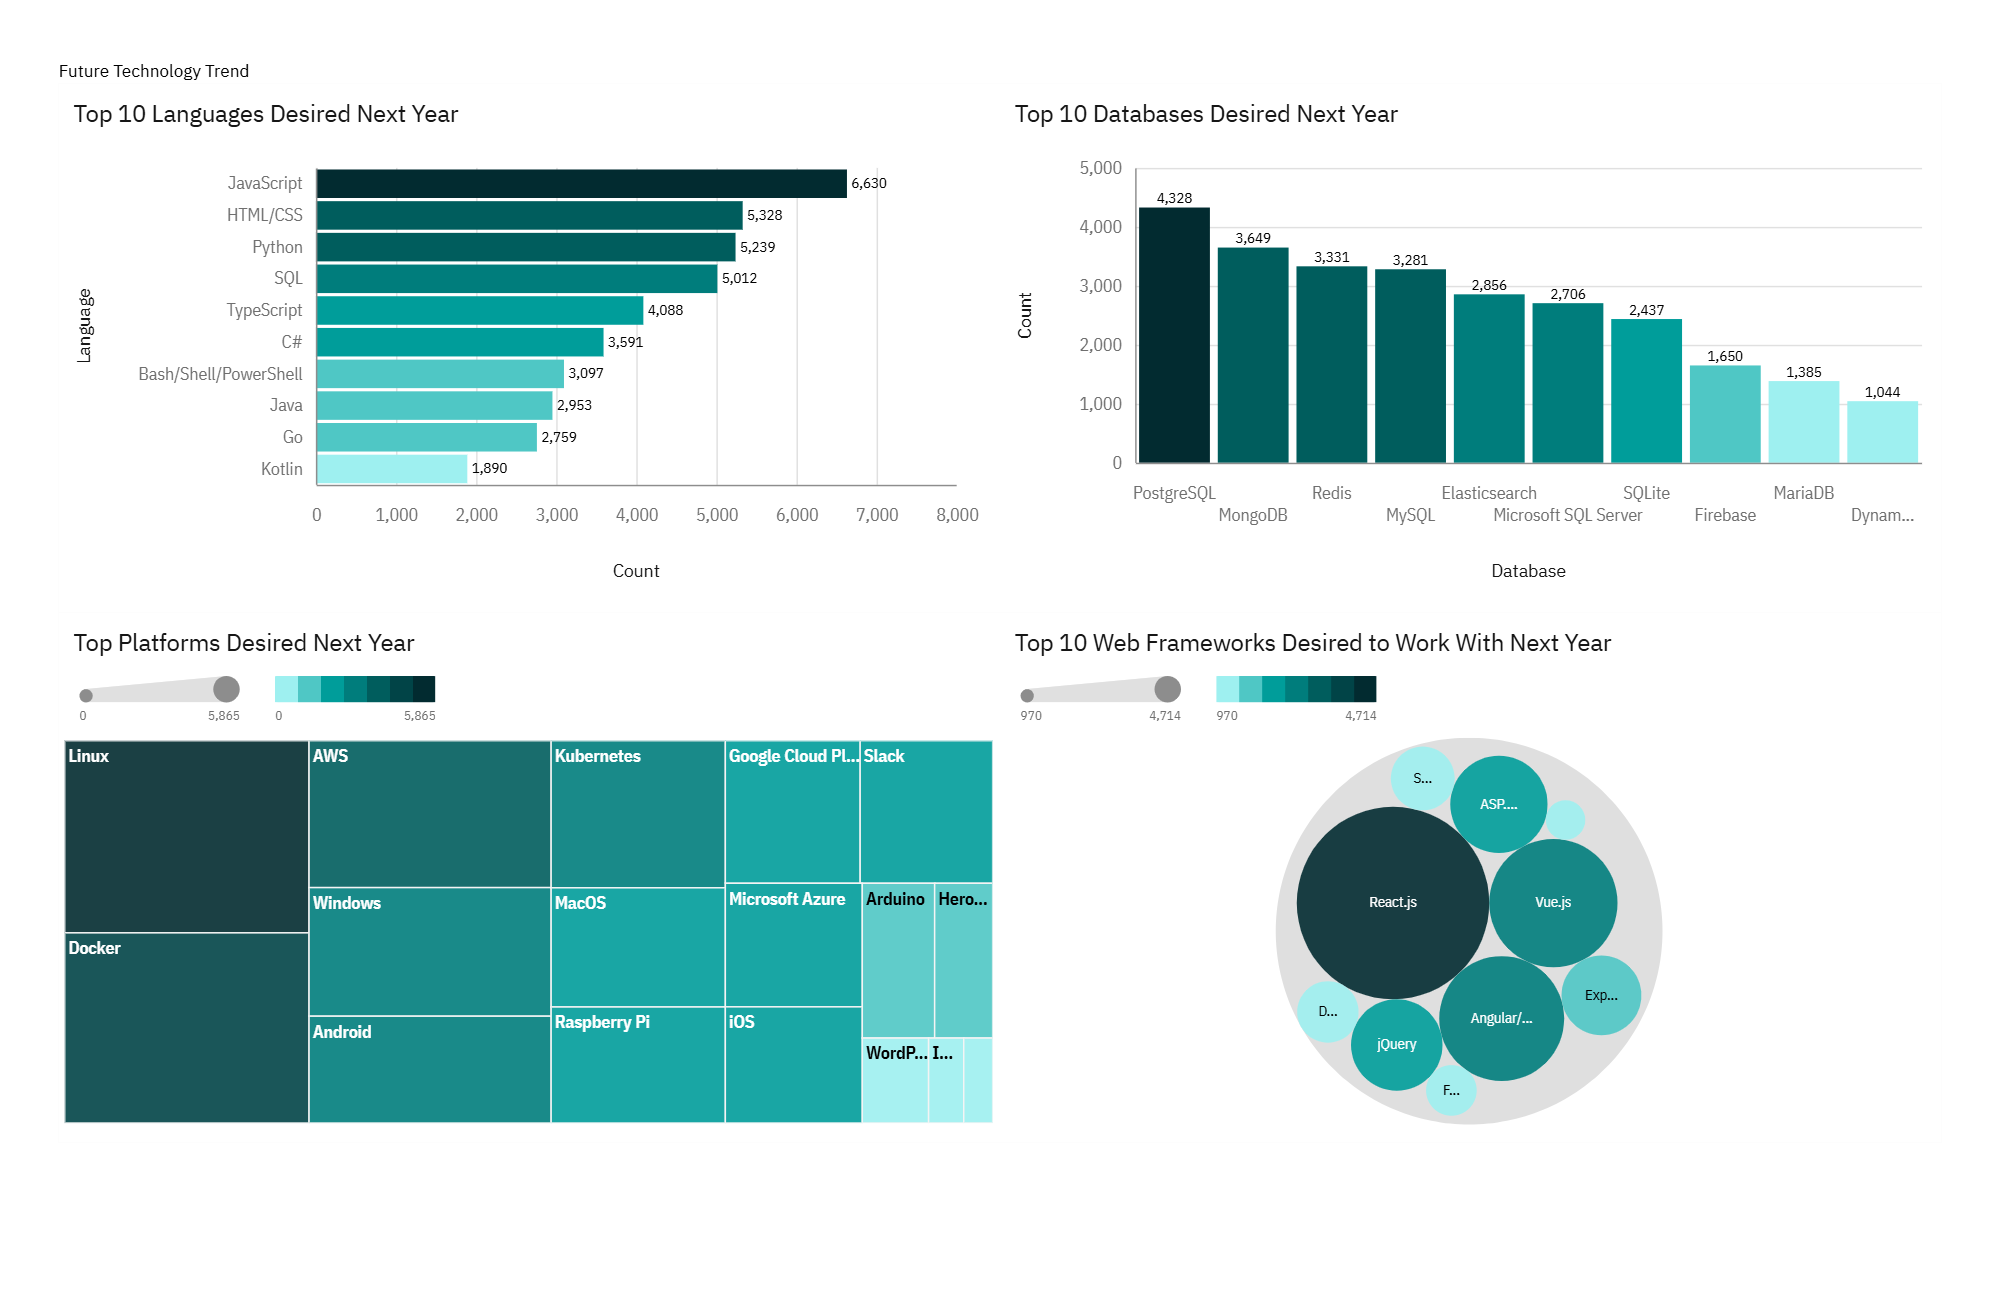 Future Technology Trend
Top 10 Languages Desired Next Year
Language
JavaScript 6,630
HTML/CSS 5,328
Python 5,239
SQL 5,012
TypeScript 4,088
C# 3,591
Bash/Shell/PowerShell 3,097
Java 2,953
Go 2,759
Kotlin 1,890
0 1,000 2,000 3,000 4,000 5,000 6,000 7,000 8,000
Count
Top 10 Databases Desired Next Year
Count
5,000
4,000
3,000
2,000
1,000
0
4,328
3,649
3,331
3,281
2,856
2,706
2,437
1,650
1,385
1,044
PostgreSQL
MongoDB
Redis
MySQL
Elasticsearch
Microsoft SQL Server
SQLite
Firebase
MariaDB
Dynam...
Database
Top Platforms Desired Next Year
0 5,865
0 5,865
Linux
Docker
AWS
Windows
Android
Kubernetes
MacOS
Raspberry Pi
Google Cloud Pl...
Slack
Microsoft Azure
iOS
Arduino
Hero...
WordP...
I...
Top 10 Web Frameworks Desired to Work With Next Year
970 4,714
970 4,714
S...
ASP....
React.js
Vue.js
Exp...
D...
Angular/...
jQuery
F...